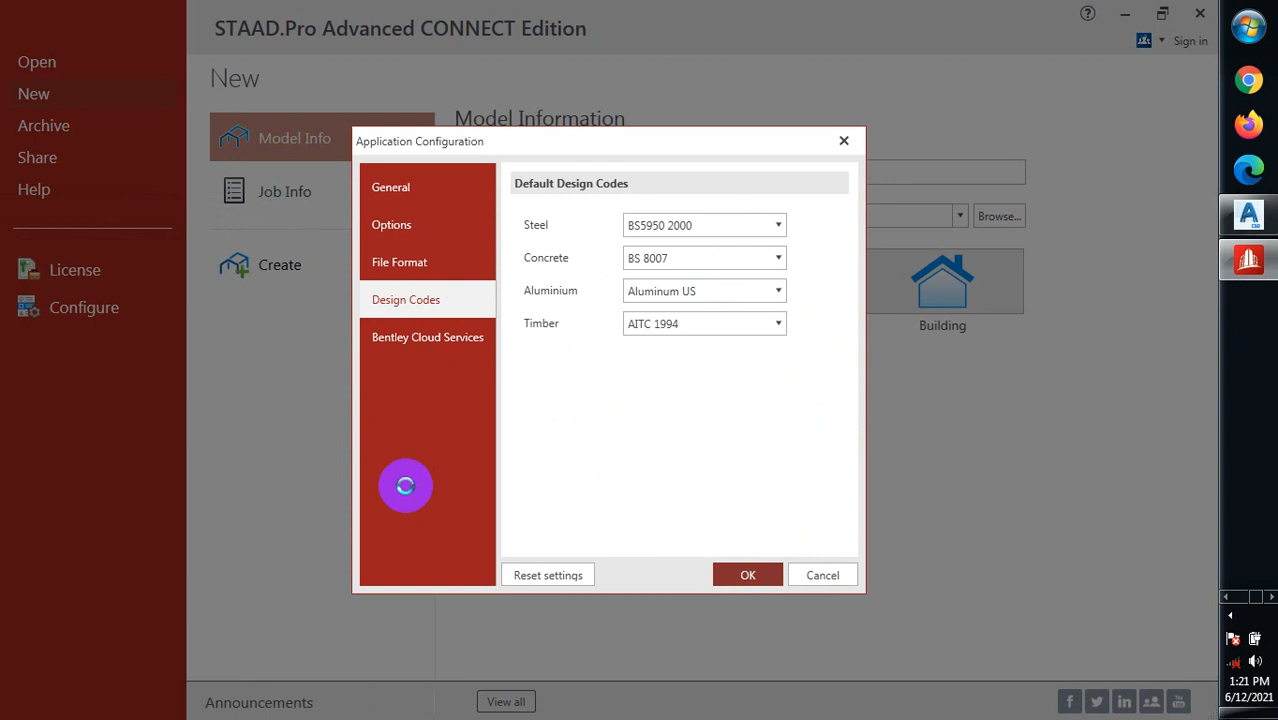 STAAD.Pro Advanced CONNECT Edition
Sign in
Open
New
Archive
Share
Help
License
Configure
New
Model Info
Job Info
Create
Model Information
Browse...
Building
Application Configuration
General
Options
File Format
Design Codes
Bentley Cloud Services
Default Design Codes
Steel BS5950 2000
Concrete BS 8007
Aluminium Aluminum US
Timber AITC 1994
Reset settings OK Cancel
Announcements View all
1:21 PM
6/12/2021